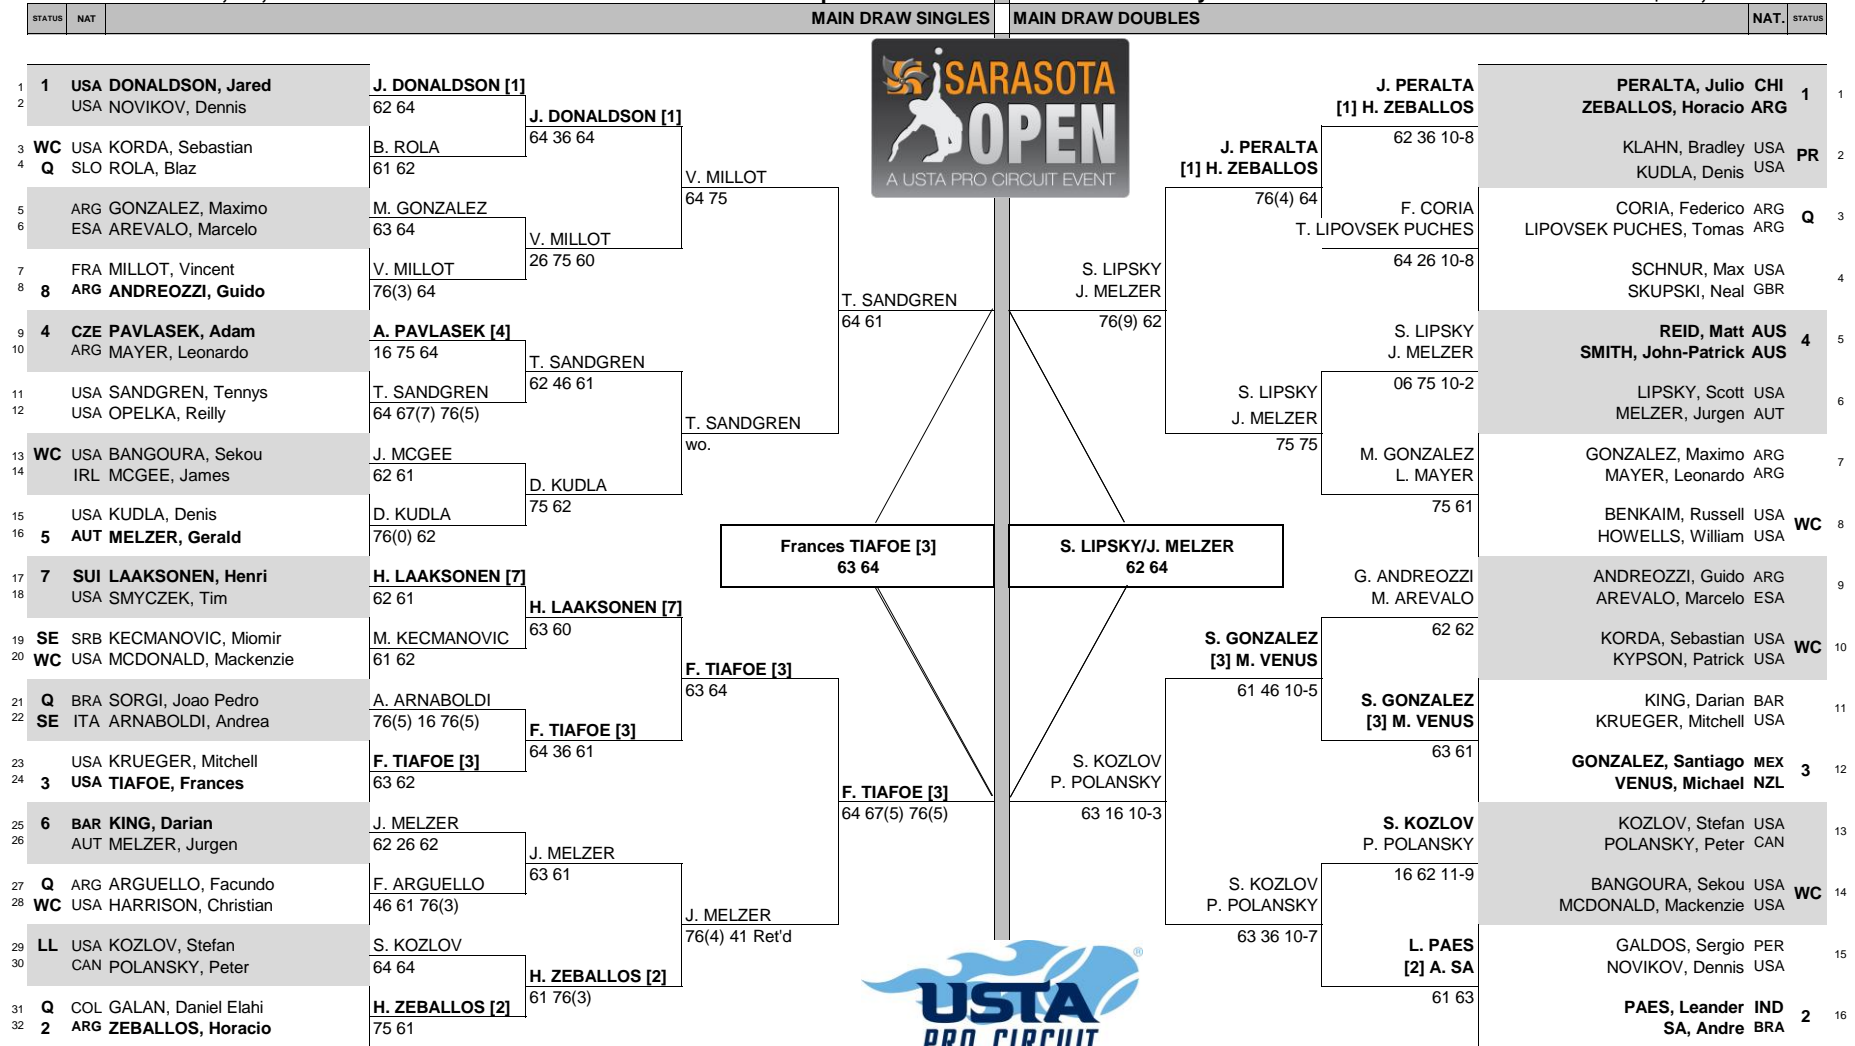 STATUS NAT MAIN DRAW SINGLES MAIN DRAW DOUBLES NAT. STATUS
SARASOTA
OPEN
A USTA PRO CIRCUIT EVENT
1 1 USA DONALDSON, Jared
2 USA NOVIKOV, Dennis
3 WC USA KORDA, Sebastian
4 Q SLO ROLA, Blaz
5 ARG GONZALEZ, Maximo
6 ESA AREVALO, Marcelo
7 FRA MILLOT, Vincent
8 8 ARG ANDREOZZI, Guido
9 4 CZE PAVLASEK, Adam
10 ARG MAYER, Leonardo
11 USA SANDGREN, Tennys
12 USA OPELKA, Reilly
13 WC USA BANGOURA, Sekou
14 IRL MCGEE, James
15 USA KUDLA, Denis
16 5 AUT MELZER, Gerald
17 7 SUI LAAKSONEN, Henri
18 USA SMYCZEK, Tim
19 SE SRB KECMANOVIC, Miomir
20 WC USA MCDONALD, Mackenzie
21 Q BRA SORGI, Joao Pedro
22 SE ITA ARNABOLDI, Andrea
23 USA KRUEGER, Mitchell
24 3 USA TIAFOE, Frances
25 6 BAR KING, Darian
26 AUT MELZER, Jurgen
27 Q ARG ARGUELLO, Facundo
28 WC USA HARRISON, Christian
29 LL USA KOZLOV, Stefan
30 CAN POLANSKY, Peter
31 Q COL GALAN, Daniel Elahi
32 2 ARG ZEBALLOS, Horacio
J. DONALDSON [1]
62 64
B. ROLA
61 62
M. GONZALEZ
63 64
V. MILLOT
76(3) 64
A. PAVLASEK [4]
16 75 64
T. SANDGREN
64 67(7) 76(5)
J. MCGEE
62 61
D. KUDLA
76(0) 62
H. LAAKSONEN [7]
62 61
M. KECMANOVIC
61 62
A. ARNABOLDI
76(5) 16 76(5)
F. TIAFOE [3]
63 62
J. MELZER
62 26 62
F. ARGUELLO
46 61 76(3)
S. KOZLOV
64 64
H. ZEBALLOS [2]
75 61
J. DONALDSON [1]
64 36 64
V. MILLOT
26 75 60
T. SANDGREN
62 46 61
D. KUDLA
75 62
H. LAAKSONEN [7]
63 60
F. TIAFOE [3]
64 36 61
J. MELZER
63 61
H. ZEBALLOS [2]
61 76(3)
V. MILLOT
64 75
T. SANDGREN
wo.
F. TIAFOE [3]
63 64
J. MELZER
76(4) 41 Ret'd
T. SANDGREN
64 61
F. TIAFOE [3]
64 67(5) 76(5)
Frances TIAFOE [3]
63 64
S. LIPSKY/J. MELZER
62 64
S. LIPSKY
J. MELZER
76(9) 62
S. KOZLOV
P. POLANSKY
63 16 10-3
J. PERALTA
[1] H. ZEBALLOS
76(4) 64
S. LIPSKY
J. MELZER
75 75
S. GONZALEZ
[3] M. VENUS
61 46 10-5
S. KOZLOV
P. POLANSKY
63 36 10-7
J. PERALTA
[1] H. ZEBALLOS
62 36 10-8
F. CORIA
T. LIPOVSEK PUCHES
64 26 10-8
S. LIPSKY
J. MELZER
06 75 10-2
M. GONZALEZ
L. MAYER
75 61
G. ANDREOZZI
M. AREVALO
62 62
S. GONZALEZ
[3] M. VENUS
63 61
S. KOZLOV
P. POLANSKY
16 62 11-9
L. PAES
[2] A. SA
61 63
PERALTA, Julio CHI
ZEBALLOS, Horacio ARG
1 1
KLAHN, Bradley USA
KUDLA, Denis USA
PR 2
CORIA, Federico ARG
LIPOVSEK PUCHES, Tomas ARG
Q 3
SCHNUR, Max USA
SKUPSKI, Neal GBR
4
REID, Matt AUS
SMITH, John-Patrick AUS
4 5
LIPSKY, Scott USA
MELZER, Jurgen AUT
6
GONZALEZ, Maximo ARG
MAYER, Leonardo ARG
7
BENKAIM, Russell USA
HOWELLS, William USA
WC 8
ANDREOZZI, Guido ARG
AREVALO, Marcelo ESA
9
KORDA, Sebastian USA
KYPSON, Patrick USA
WC 10
KING, Darian BAR
KRUEGER, Mitchell USA
11
GONZALEZ, Santiago MEX
VENUS, Michael NZL
3 12
KOZLOV, Stefan USA
POLANSKY, Peter CAN
13
BANGOURA, Sekou USA
MCDONALD, Mackenzie USA
WC 14
GALDOS, Sergio PER
NOVIKOV, Dennis USA
15
PAES, Leander IND
SA, Andre BRA
2 16
USTA
PRO CIRCUIT